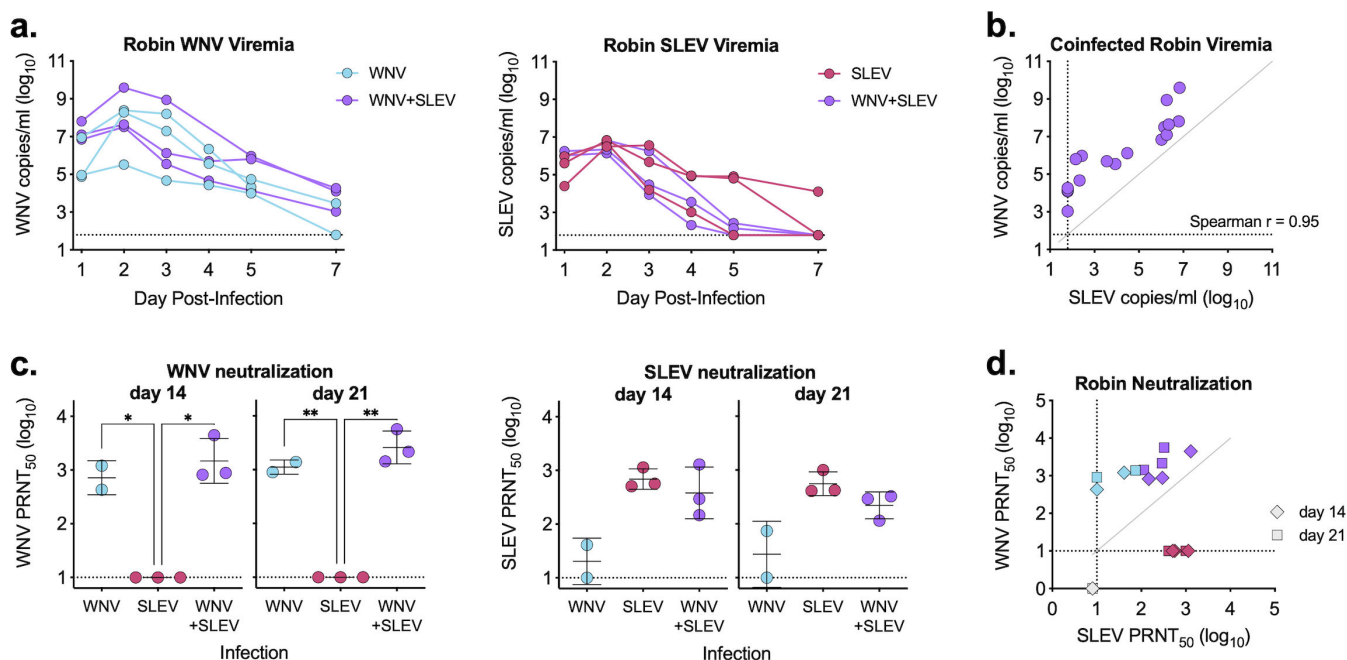 a.
Robin WNV Viremia
WNV copies/ml (log10)
11
9
7
5
3
1
1 2 3 4 5 7
Day Post-Infection
WNV
WNV+SLEV
Robin SLEV Viremia
SLEV copies/ml (log10)
11
9
7
5
3
1
1 2 3 4 5 7
Day Post-Infection
SLEV
WNV+SLEV
b.
Coinfected Robin Viremia
WNV copies/ml (log10)
11
9
7
5
3
1
Spearman r = 0.95
1 3 5 7 9 11
SLEV copies/ml (log10)
c.
WNV neutralization
day 14 day 21
WNV PRNT50 (log10)
4
3
2
1
* * ** **
WNV SLEV WNV +SLEV WNV SLEV WNV +SLEV
Infection
SLEV neutralization
day 14 day 21
SLEV PRNT50 (log10)
4
3
2
1
WNV SLEV WNV +SLEV WNV SLEV WNV +SLEV
Infection
d.
Robin Neutralization
WNV PRNT50 (log10)
5
4
3
2
1
0
day 14
day 21
0 1 2 3 4 5
SLEV PRNT50 (log10)